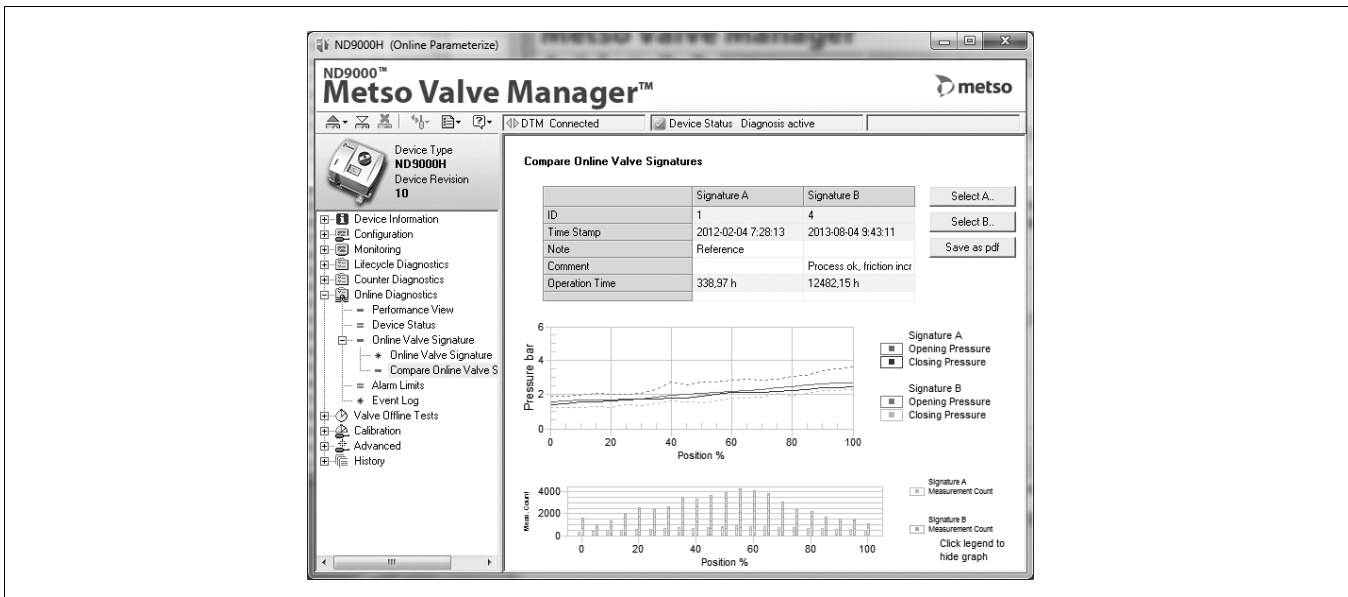 ND9000H (Online Parameterize)
Metso Valve Manager
ND9000™
Metso Valve Manager™
metso
DTM Connected
Device Status Diagnosis active
Device Type
ND9000H
Device Revision
10
Device Information
Configuration
Monitoring
Lifecycle Diagnostics
Counter Diagnostics
Online Diagnostics
Performance View
Device Status
Online Valve Signature
Online Valve Signature
Compare Online Valve S
Alarm Limits
Event Log
Valve Offline Tests
Calibration
Advanced
History
Compare Online Valve Signatures
Signature A Signature B
ID 1 4
Time Stamp 2012-02-04 7:28:13 2013-08-04 9:43:11
Note Reference
Comment Process ok, friction incr
Operation Time 338,97 h 12482,15 h
Select A..
Select B..
Save as pdf
Pressure bar
6
4
2
0
0 20 40 60 80 100
Position %
Signature A
Opening Pressure
Closing Pressure
Signature B
Opening Pressure
Closing Pressure
Meas. Count
4000
2000
0
0 20 40 60 80 100
Position %
Signature A
Measurement Count
Signature B
Measurement Count
Click legend to
hide graph